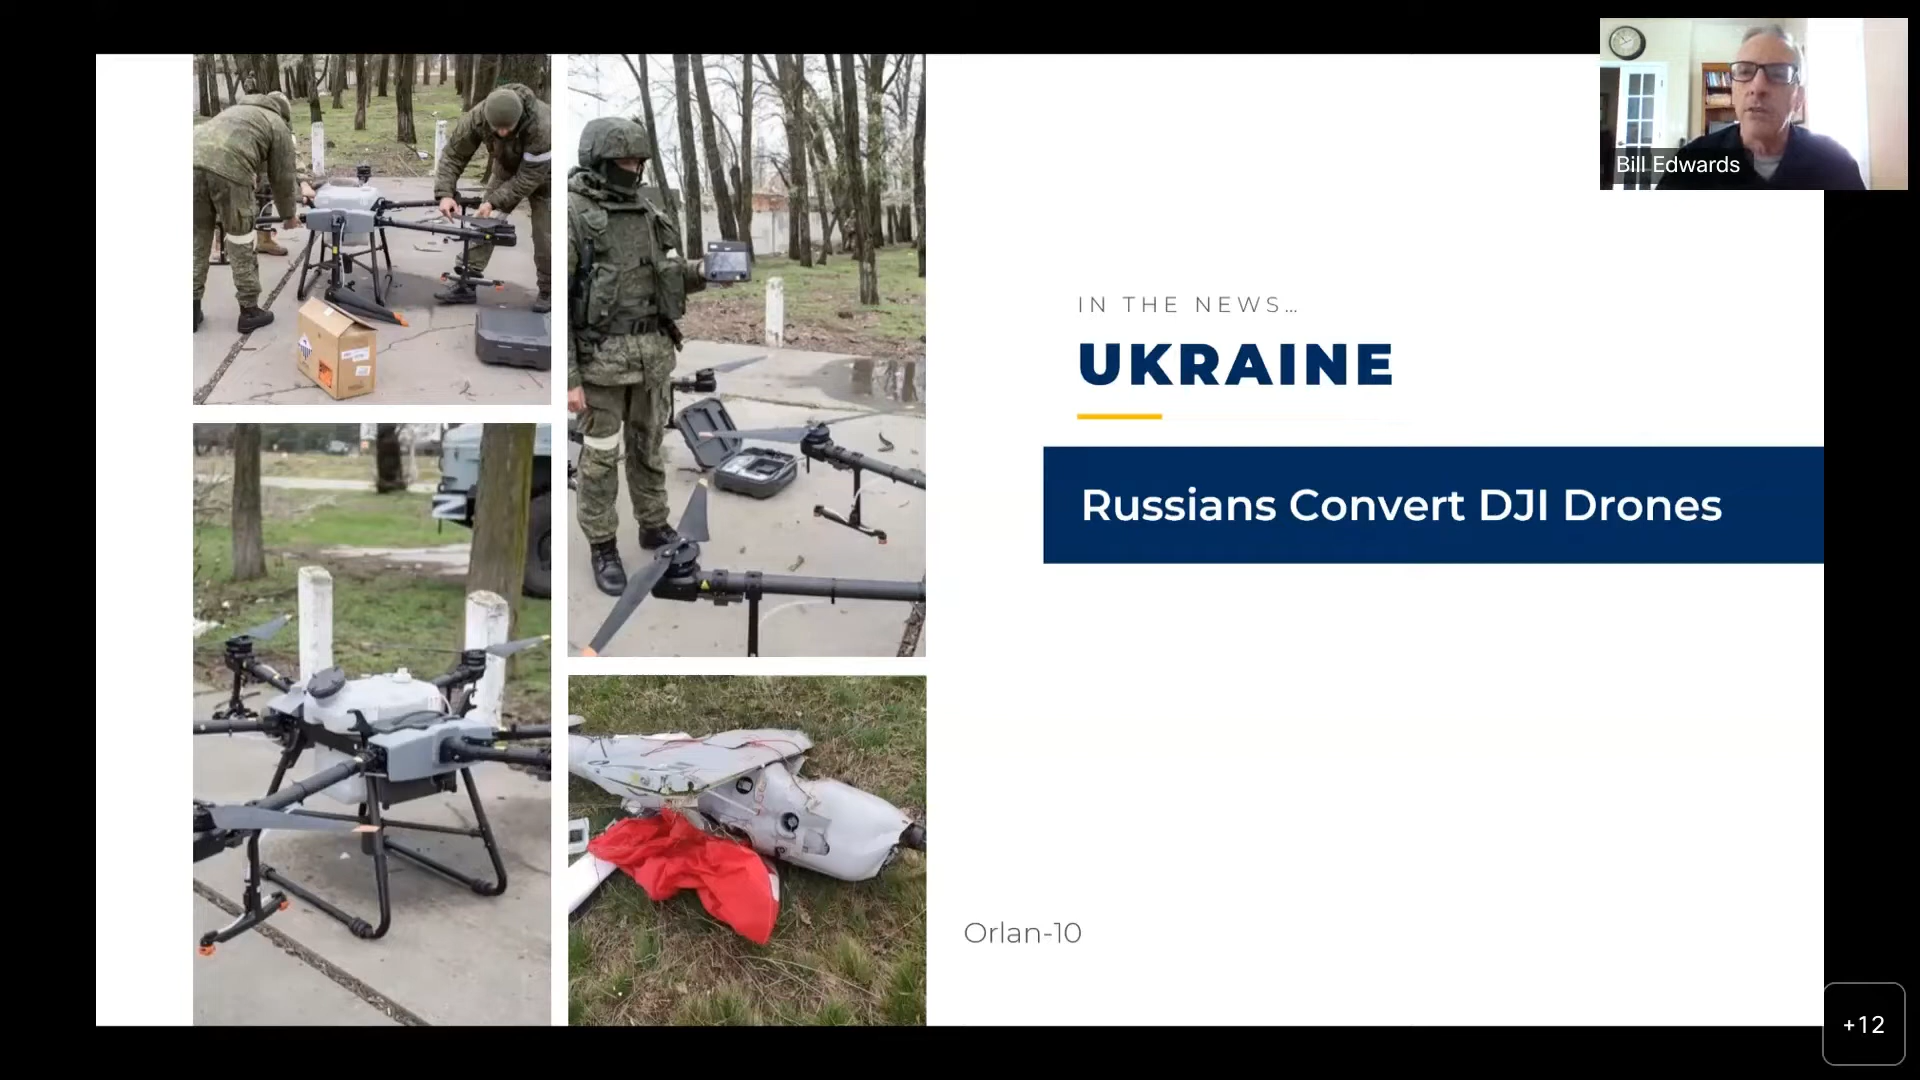 Bill Edwards
IN THE NEWS…
UKRAINE
Russians Convert DJI Drones
Orlan-10
+12